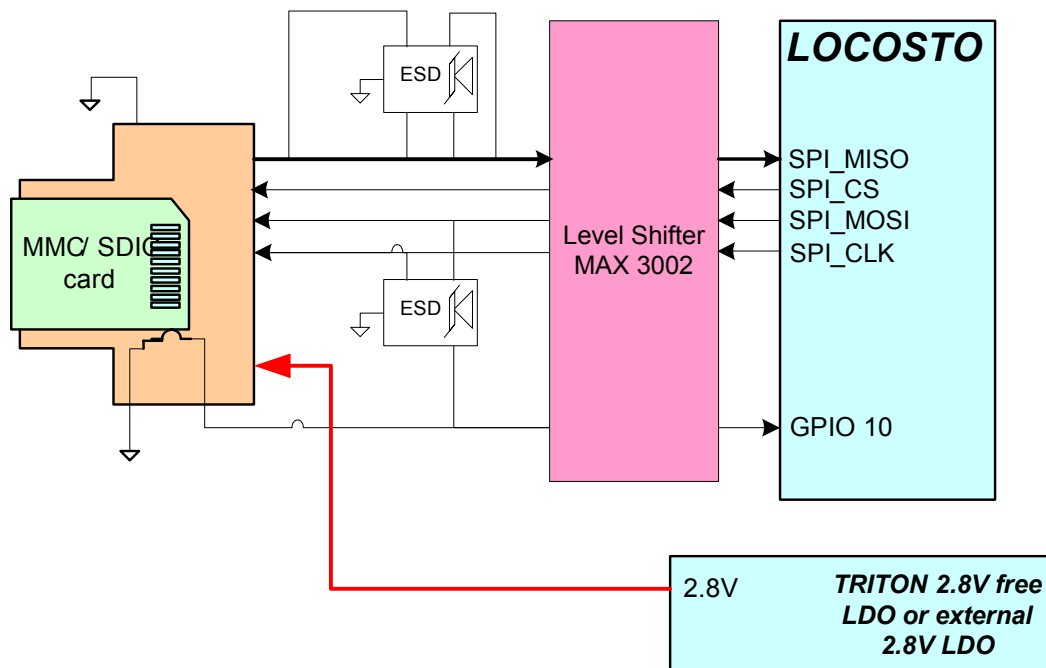 LOCOSTO
ESD
SPI_MISO
SPI_CS
SPI_MOSI
SPI_CLK
Level Shifter
MAX 3002
MMC/ SDIO
card
ESD
GPIO 10
2.8V
TRITON 2.8V free
LDO or external
2.8V LDO